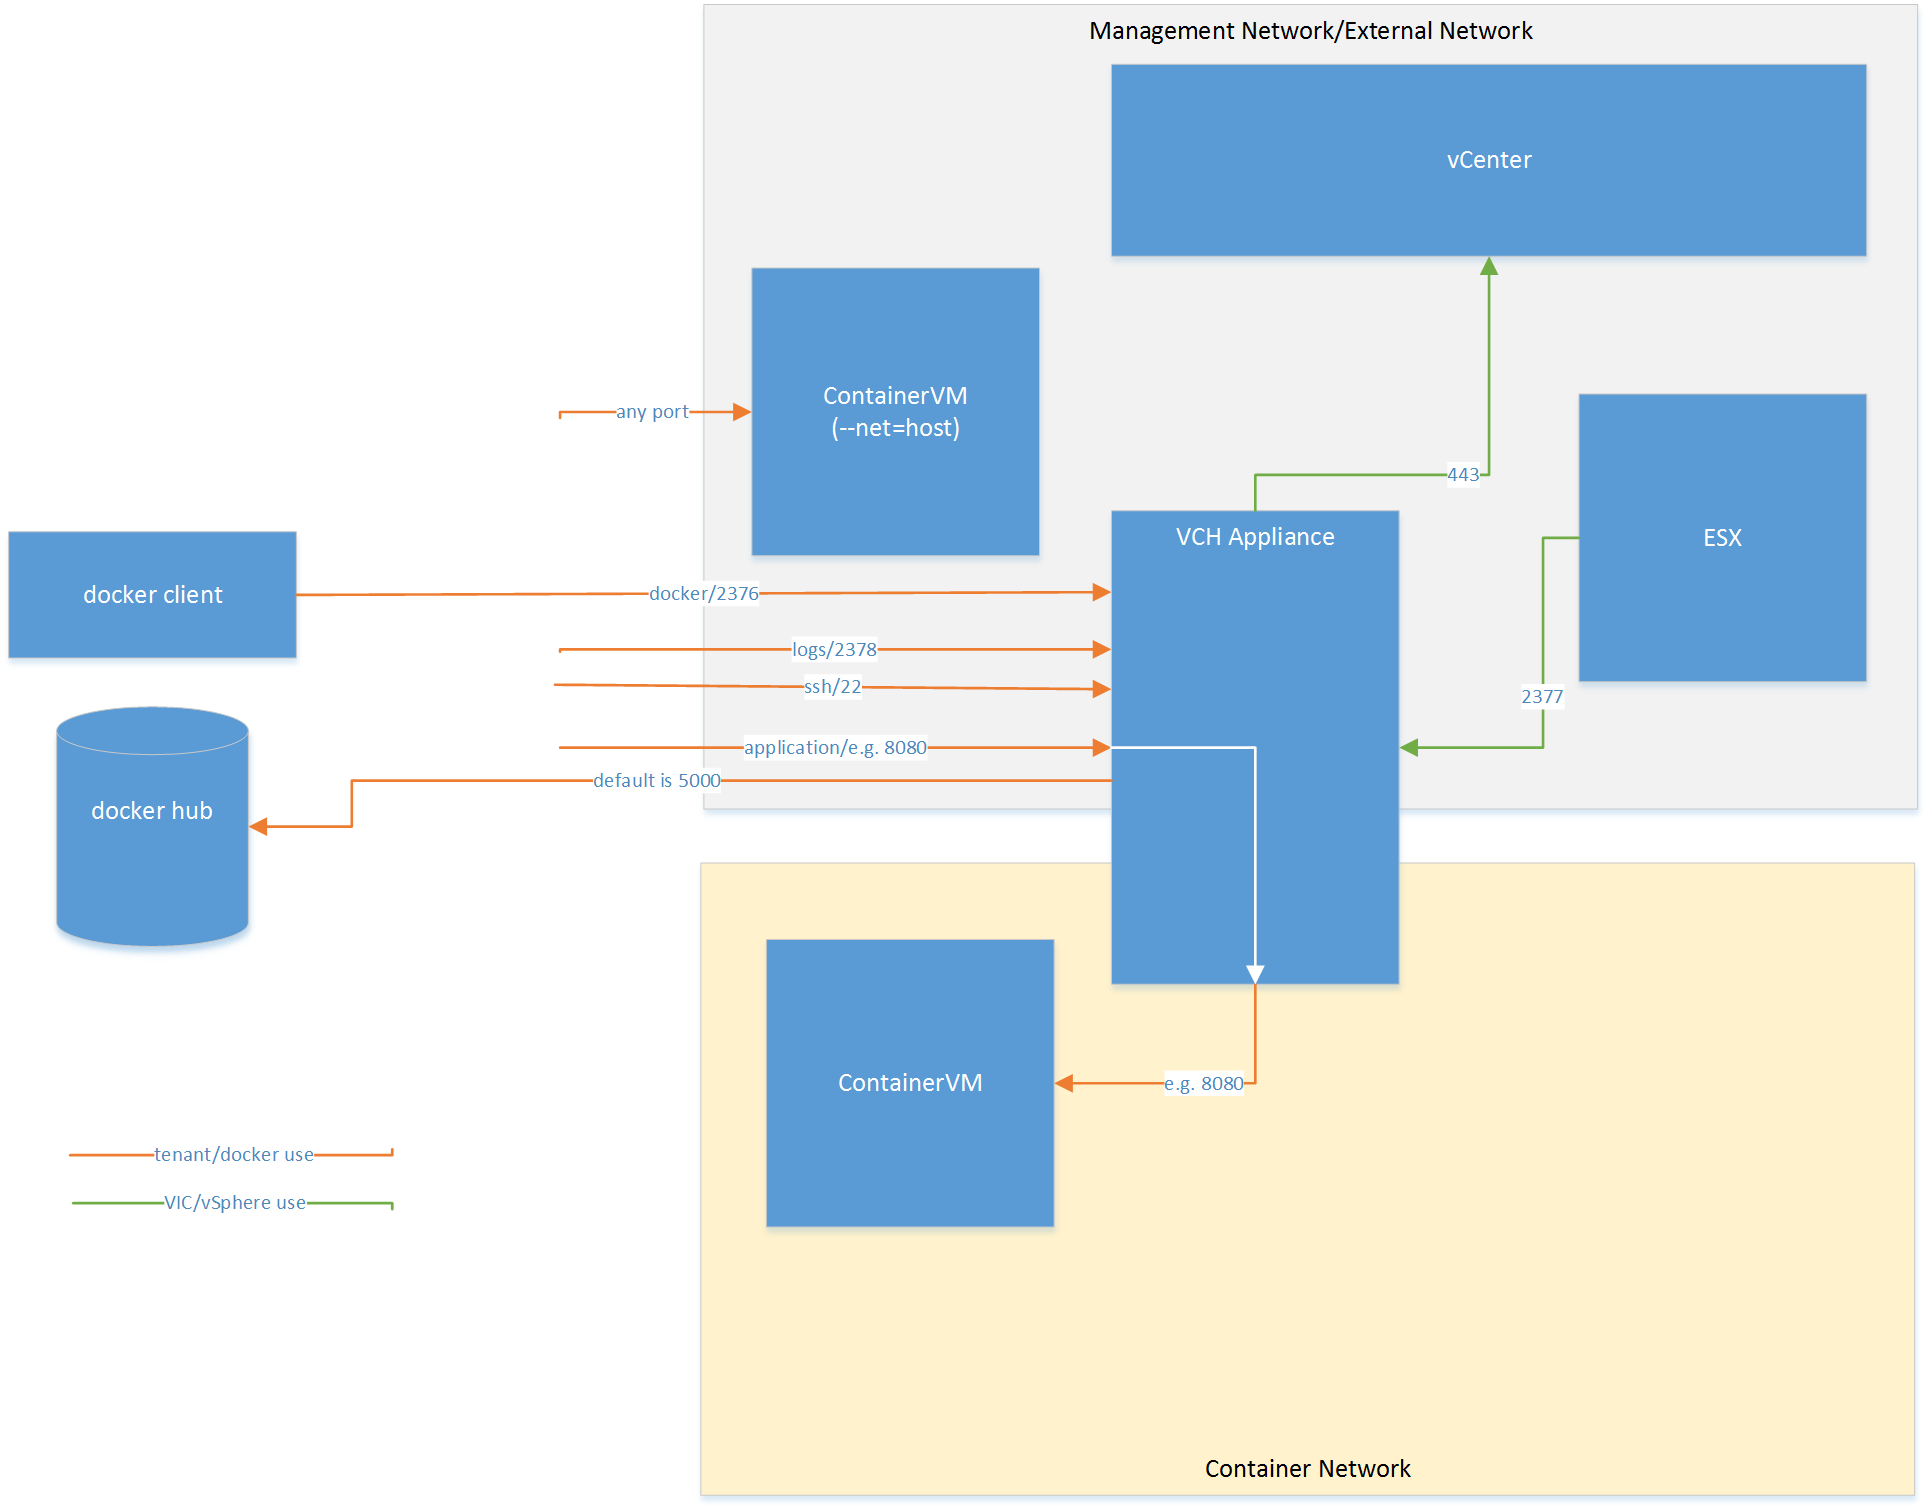 Management Network/External Network
vCenter
ContainerVM
(--net=host)
any port
443
VCH Appliance
ESX
docker client
docker/2376
logs/2378
ssh/22
2377
application/e.g. 8080
default is 5000
docker hub
ContainerVM
e.g. 8080
tenant/docker use
VIC/vSphere use
Container Network